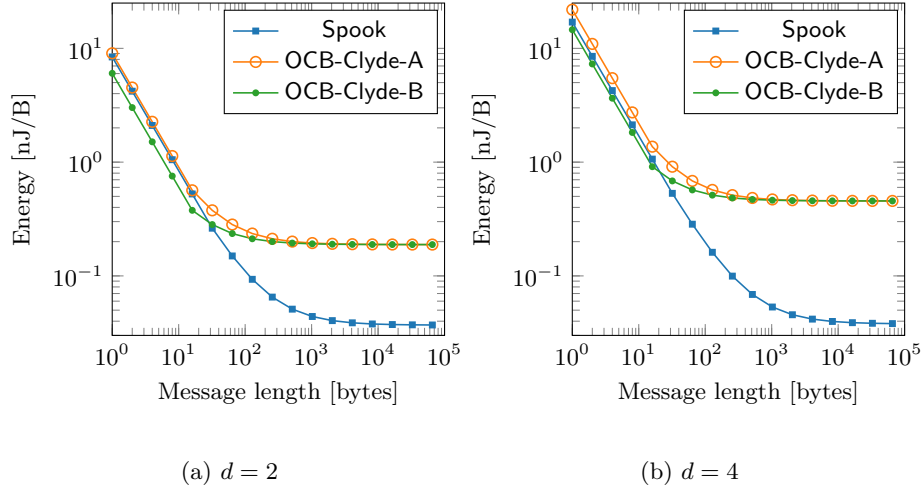 Spook
OCB-Clyde-A
OCB-Clyde-B
10^1
10^0
10^−1
Energy [nJ/B]
10^0 10^1 10^2 10^3 10^4 10^5
Message length [bytes]
(a) d = 2
Spook
OCB-Clyde-A
OCB-Clyde-B
10^1
10^0
10^−1
Energy [nJ/B]
10^0 10^1 10^2 10^3 10^4 10^5
Message length [bytes]
(b) d = 4